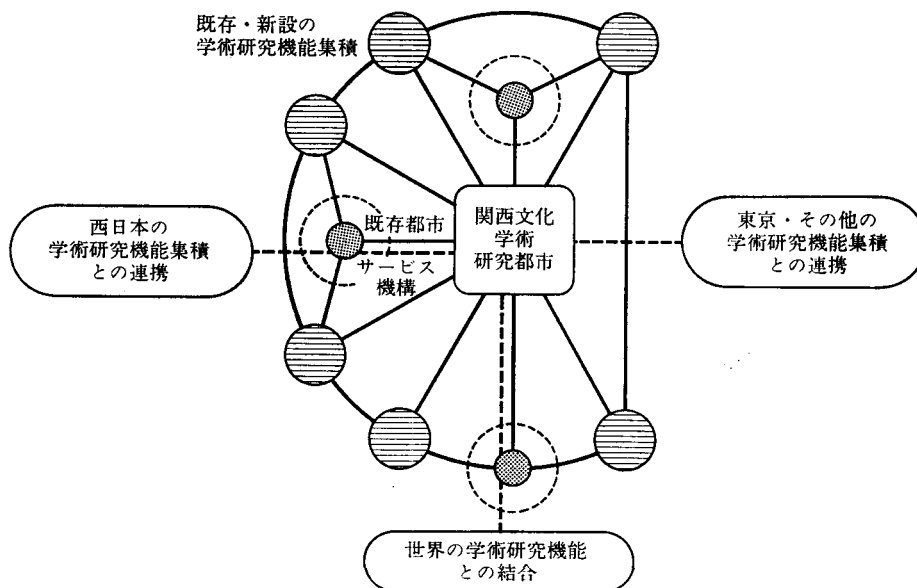 既存・新設の
学術研究機能集積
西日本の
学術研究機能集積
との連携
既存都市
サービス
機構
関西文化
学術
研究都市
東京・その他の
学術研究機能集積
との連携
世界の学術研究機能
との結合